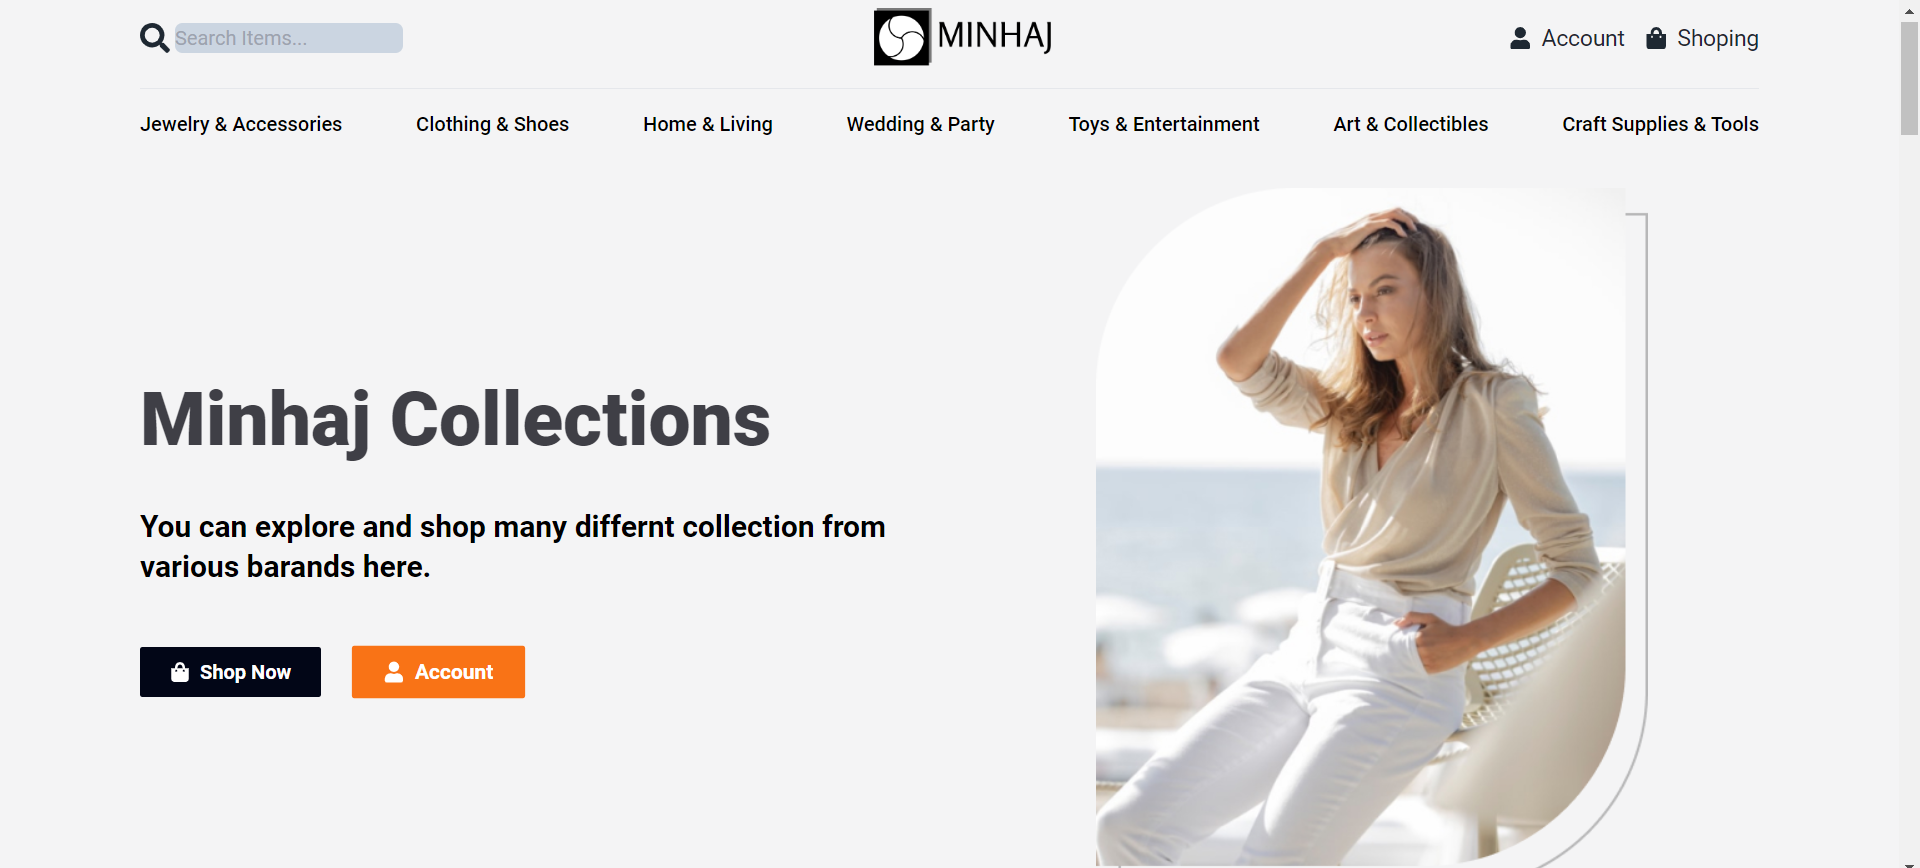 Search Items...
MINHAJ
Account
Shoping
Jewelry & Accessories
Clothing & Shoes
Home & Living
Wedding & Party
Toys & Entertainment
Art & Collectibles
Craft Supplies & Tools
Minhaj Collections
You can explore and shop many differnt collection from
various barands here.
Shop Now
Account